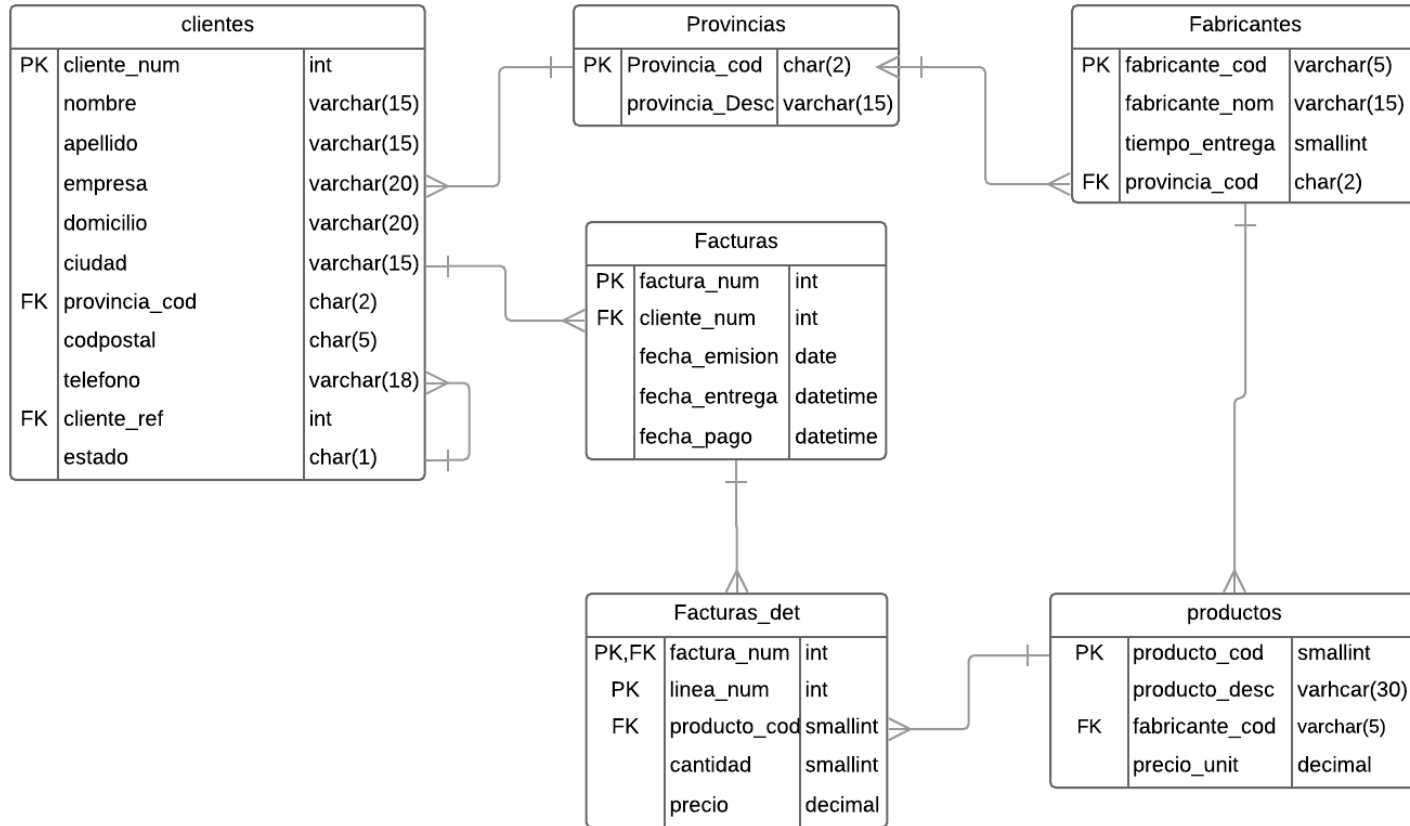 clientes
PK cliente_num int
nombre varchar(15)
apellido varchar(15)
empresa varchar(20)
domicilio varchar(20)
ciudad varchar(15)
FK provincia_cod char(2)
codpostal char(5)
telefono varchar(18)
FK cliente_ref int
estado char(1)
Provincias
PK Provincia_cod char(2)
provincia_Desc varchar(15)
Fabricantes
PK fabricante_cod varchar(5)
fabricante_nom varchar(15)
tiempo_entrega smallint
FK provincia_cod char(2)
Facturas
PK factura_num int
FK cliente_num int
fecha_emision date
fecha_entrega datetime
fecha_pago datetime
Facturas_det
PK,FK factura_num int
PK linea_num int
FK producto_cod smallint
cantidad smallint
precio decimal
productos
PK producto_cod smallint
producto_desc varhcar(30)
FK fabricante_cod varchar(5)
precio_unit decimal